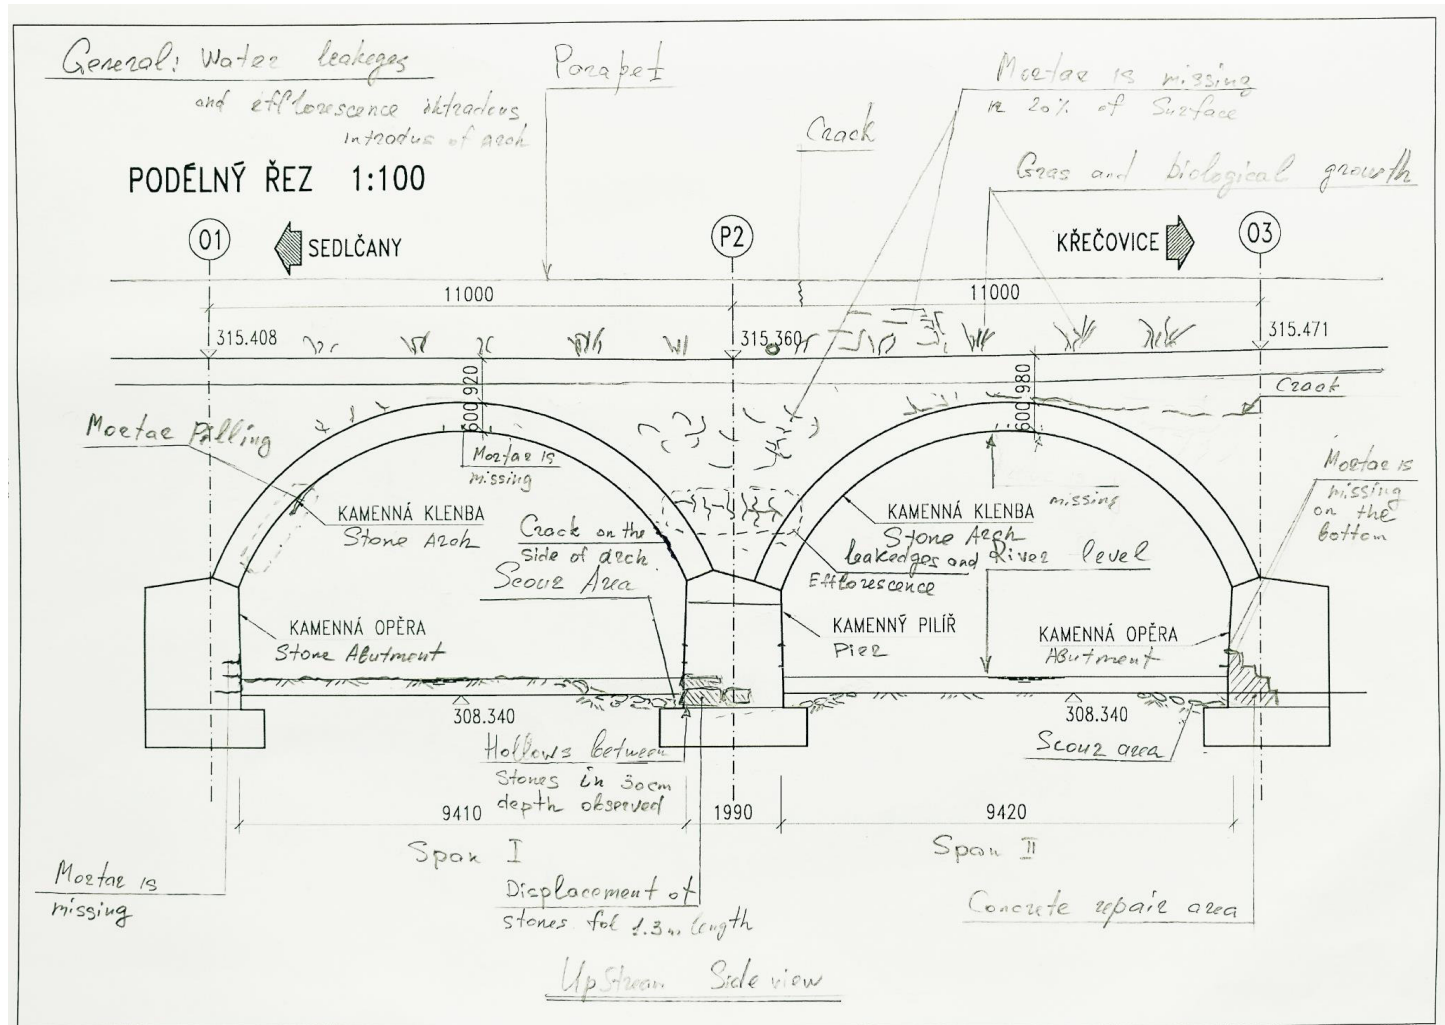 General: Water leakeges
and efflorescence intradous,
introdus of arch
Parapet
Mortar is missing
in 20% of Surface
Crack
Gras and biological growth
PODÉLNÝ ŘEZ 1:100
O1
SEDLČANY
P2
KŘEČOVICE
O3
11000
11000
315.408
315.360
315.471
920
600
980
600
Crack
Mortar Pilling
Mortar is
missing
missing
Mortar is
missing
on the
bottom
KAMENNÁ KLENBA
Stone Arch
KAMENNÁ KLENBA
Stone Arch
Crack on the
Side of arch
Scour Area
leakedges and
Efflorescence
River level
KAMENNÁ OPĚRA
Stone Abutment
KAMENNÝ PILÍŘ
Pier
KAMENNÁ OPĚRA
Abutment
308.340
308.340
Hollows between
Stones in 30cm
depth observed
Scour area
9410
1990
9420
Span I
Span II
Mortar is
missing
Displacement of
stones fol 1.3m length
Concrete repair area
UpStream Side view